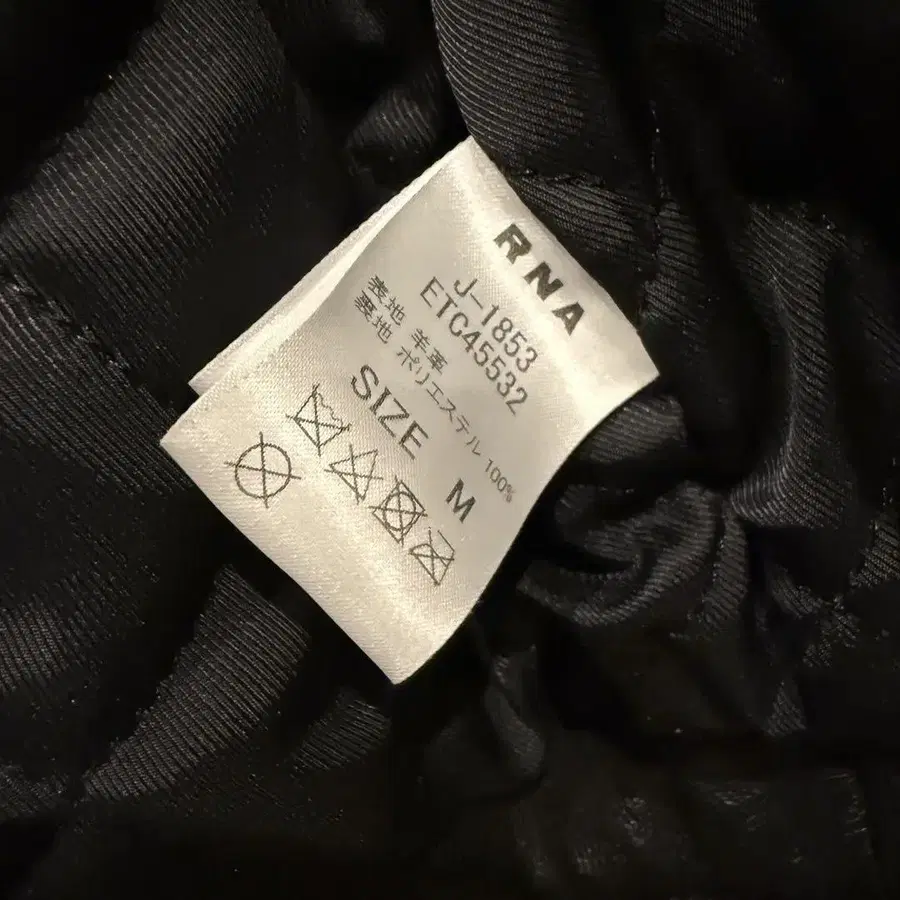 RNA
J-1853
ETC45532
表地 羊革
裏地 ポリエステル 100%
SIZE M